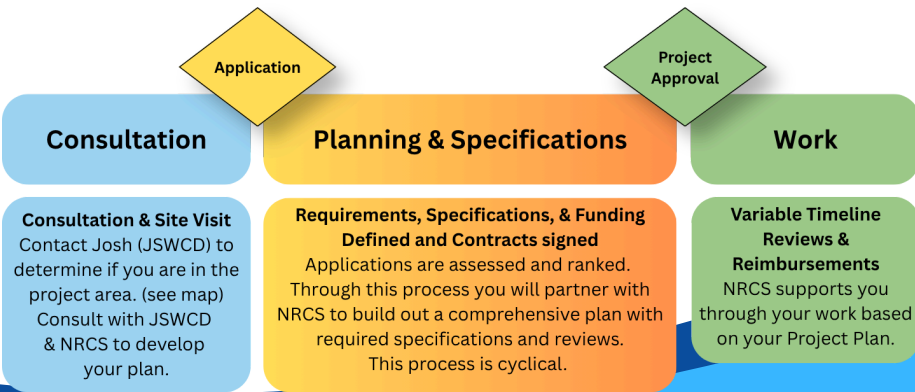 Application
Project
Approval
Consultation
Planning & Specifications
Work
Consultation & Site Visit
Contact Josh (JSWCD) to
determine if you are in the
project area. (see map)
Consult with JSWCD
& NRCS to develop
your plan.
Requirements, Specifications, & Funding
Defined and Contracts signed
Applications are assessed and ranked.
Through this process you will partner with
NRCS to build out a comprehensive plan with
required specifications and reviews.
This process is cyclical.
Variable Timeline
Reviews &
Reimbursements
NRCS supports you
through your work based
on your Project Plan.